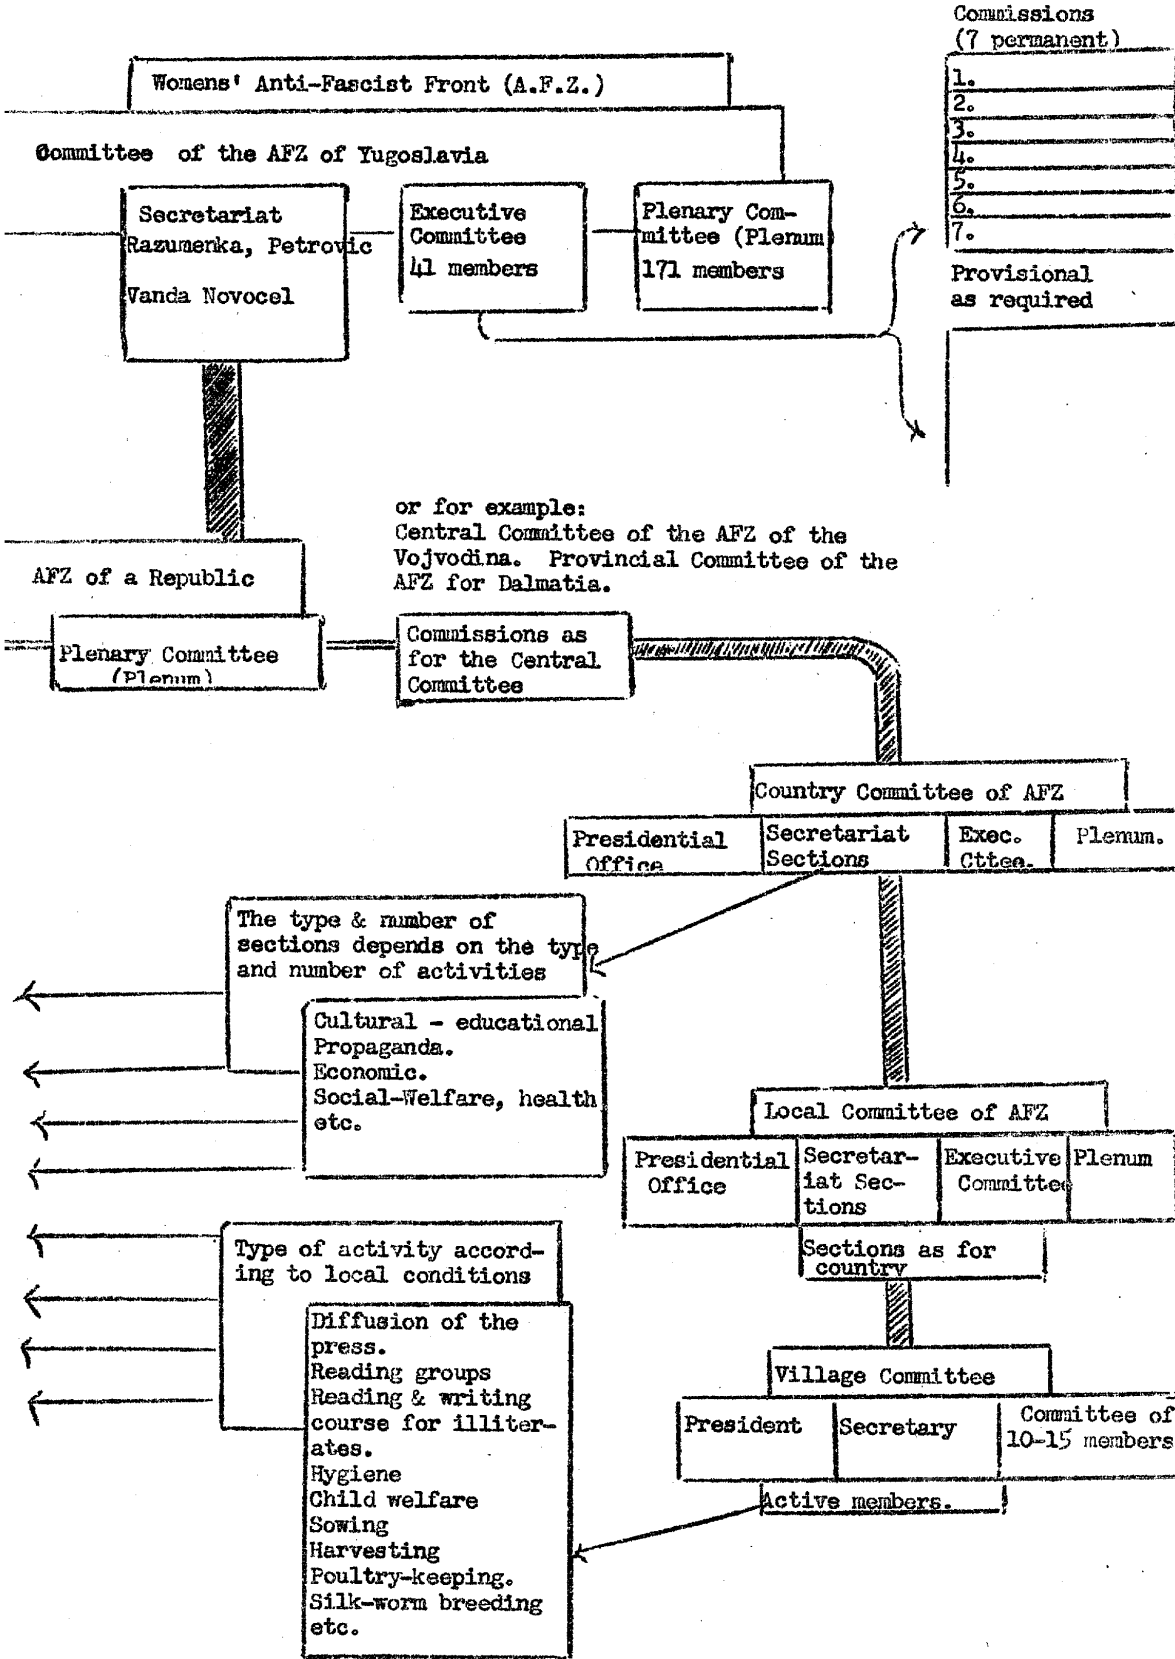 Commissions
(7 permanent)
1.
2.
3.
4.
5.
6.
7.
Provisional
as required
Womens' Anti-Fascist Front (A.F.Z.)
Committee of the AFZ of Yugoslavia
Secretariat
Razumenka, Petrovic
Vanda Novocel
Executive
Committee
41 members
Plenary Com-
mittee (Plenum
171 members
or for example:
Central Committee of the AFZ of the
Vojvodina. Provincial Committee of the
AFZ for Dalmatia.
AFZ of a Republic
Plenary Committee
(Plenum)
Commissions as
for the Central
Committee
Country Committee of AFZ
Presidential
Office
Secretariat
Sections
Exec.
Cttee.
Plenum.
The type & number of
sections depends on the type
and number of activities
Cultural - educational
Propaganda.
Economic.
Social-Welfare, health
etc.
Local Committee of AFZ
Presidential
Office
Secretar-
iat Sec-
tions
Executive
Committee
Plenum
Sections as for
country
Type of activity accord-
ing to local conditions
Diffusion of the
press.
Reading groups
Reading & writing
course for illiter-
ates.
Hygiene
Child welfare
Sowing
Harvesting
Poultry-keeping.
Silk-worm breeding
etc.
Village Committee
President
Secretary
Committee of
10-15 members
Active members.